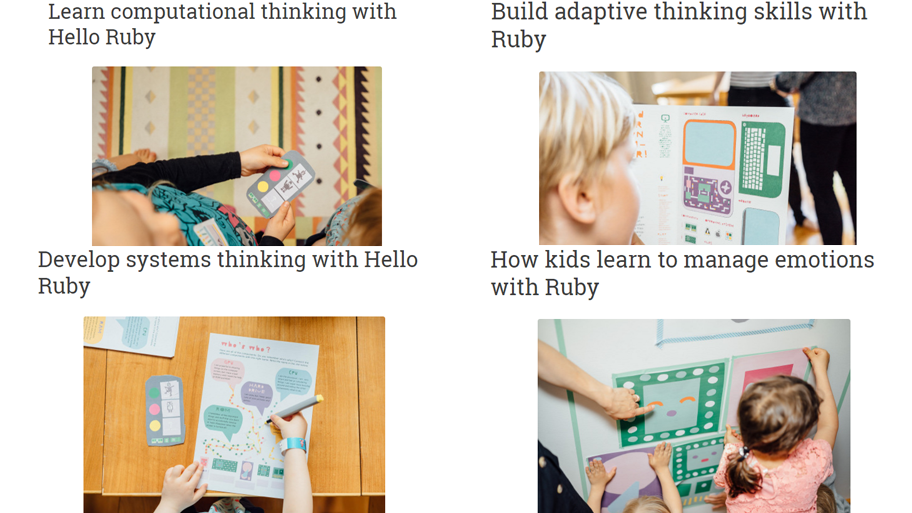 Learn computational thinking with
Hello Ruby
Build adaptive thinking skills with
Ruby
Develop systems thinking with Hello
Ruby
How kids learn to manage emotions
with Ruby
who's who?